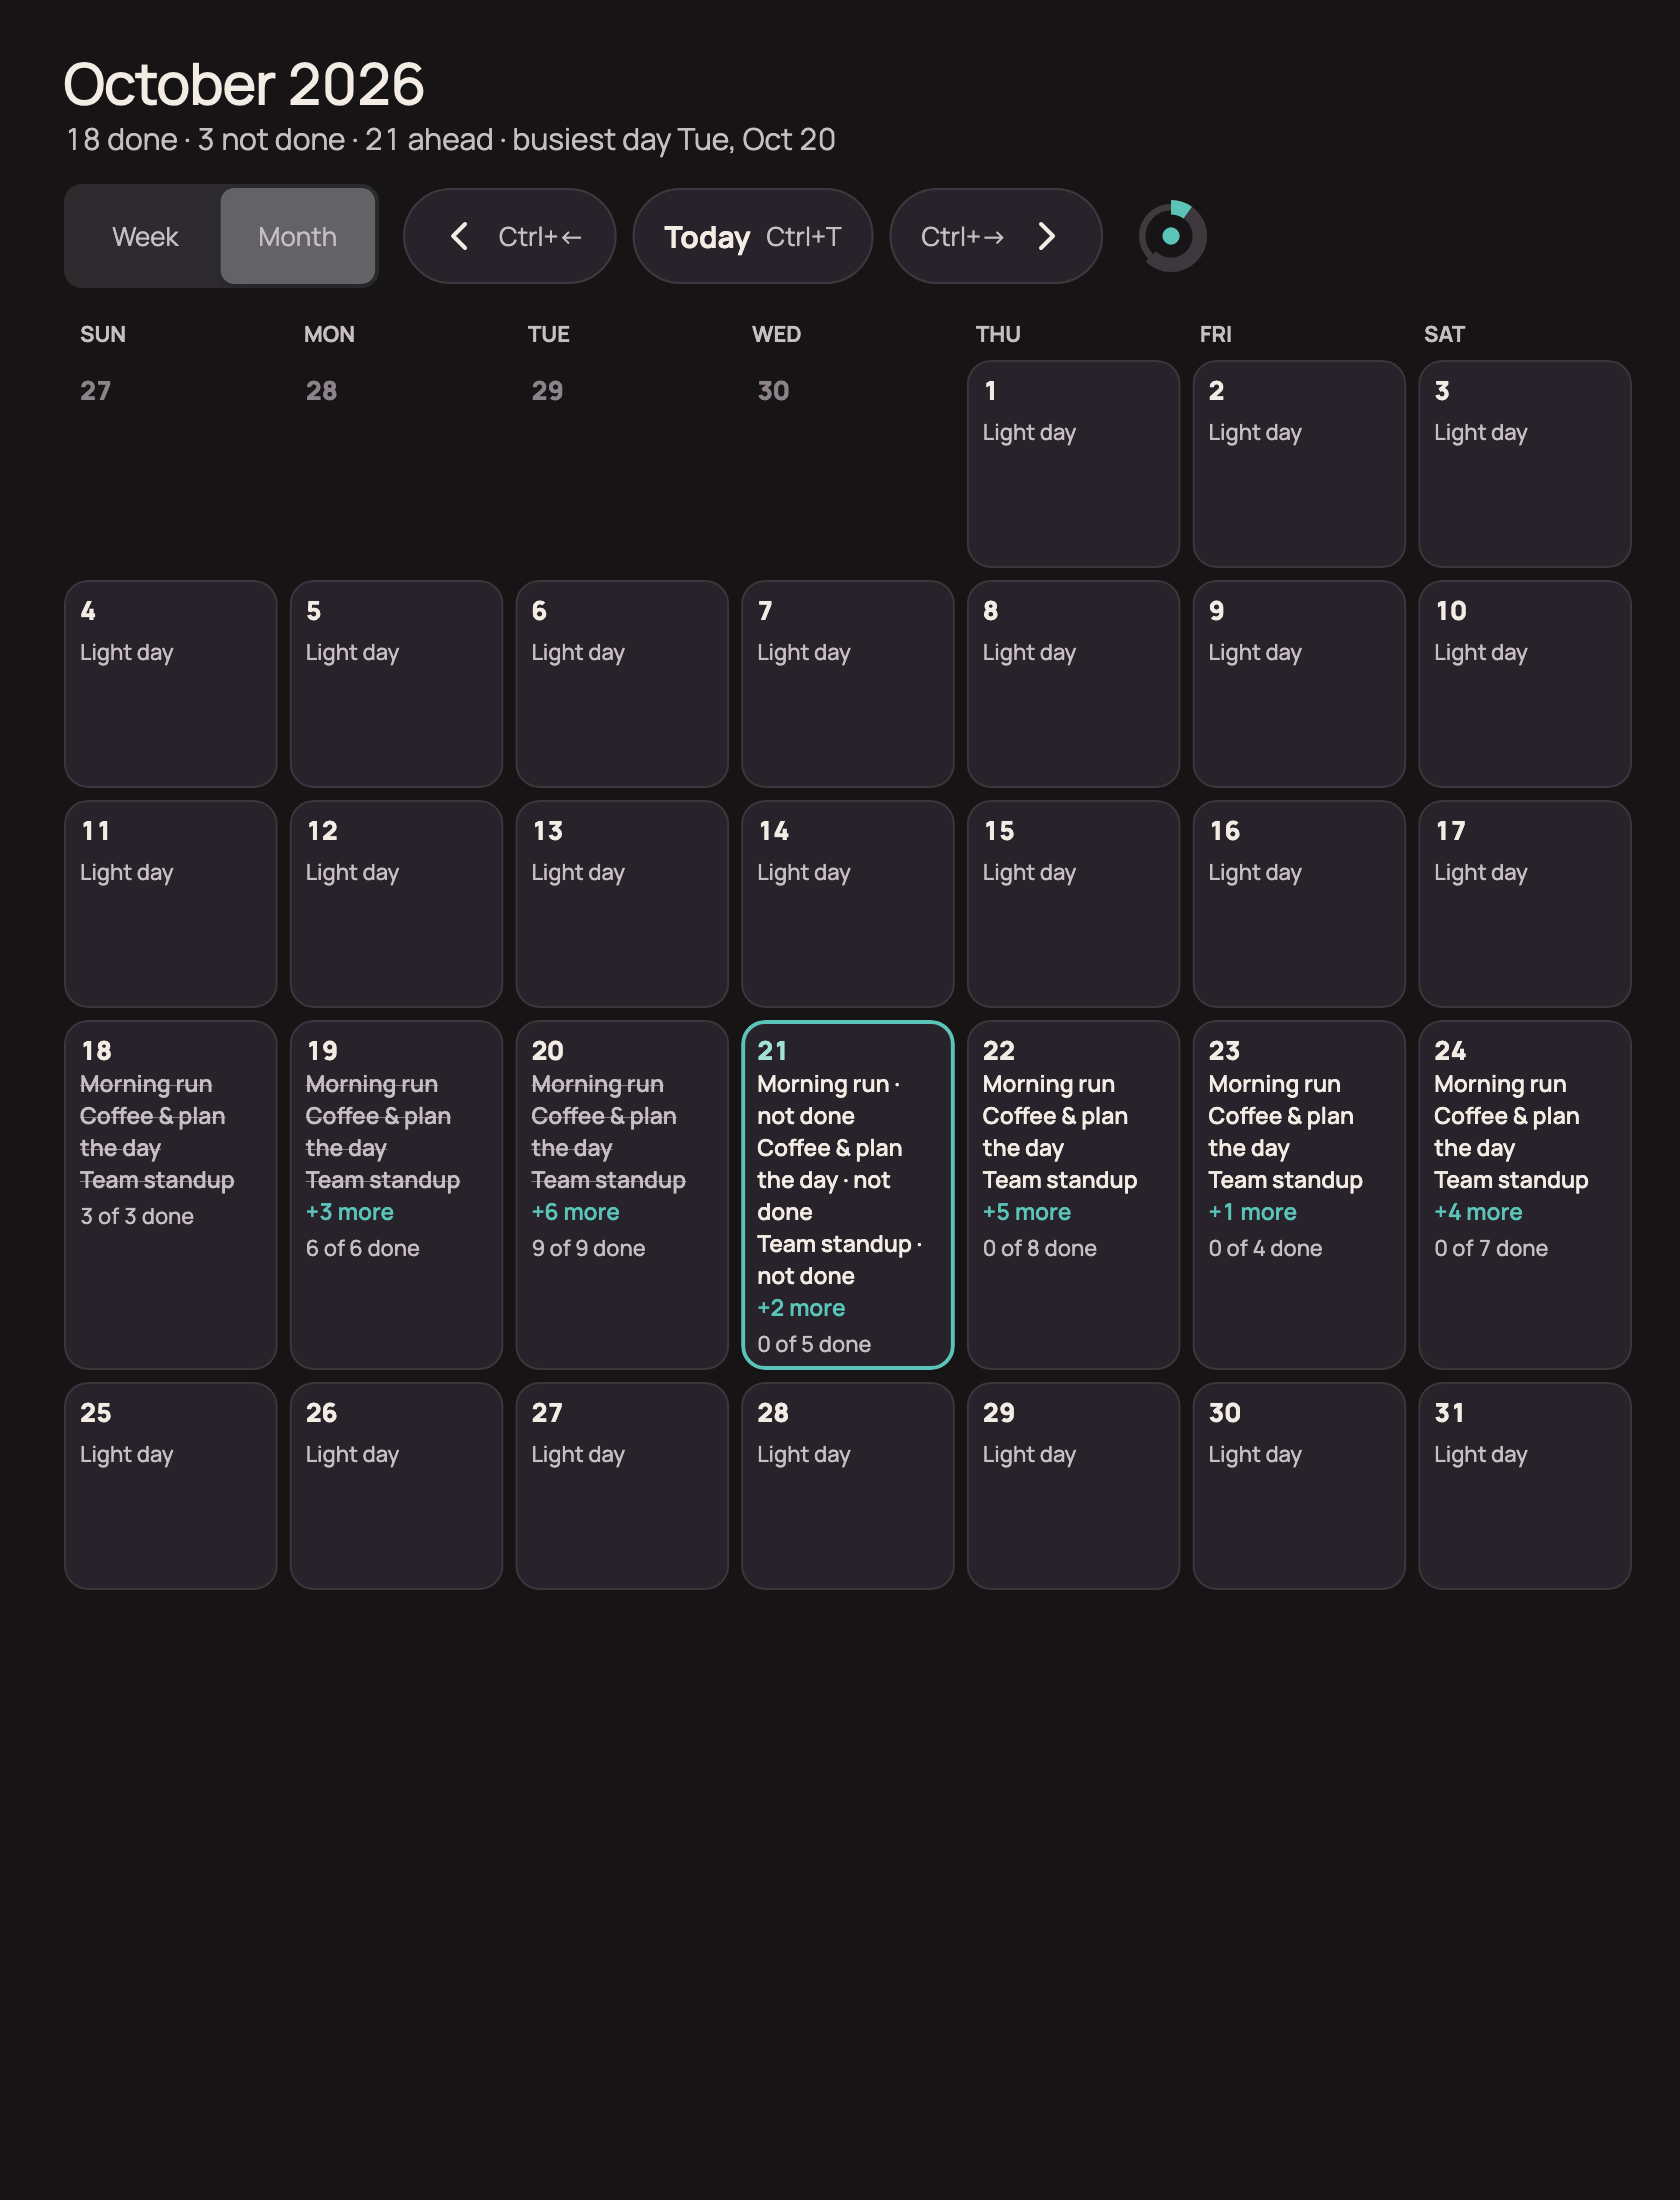 October 2026
18 done · 3 not done · 21 ahead · busiest day Tue, Oct 20
Week
Month
Ctrl+←
Today Ctrl+T
Ctrl+→
SUN
MON
TUE
WED
THU
FRI
SAT
27
28
29
30
1
Light day
2
Light day
3
Light day
4
Light day
5
Light day
6
Light day
7
Light day
8
Light day
9
Light day
10
Light day
11
Light day
12
Light day
13
Light day
14
Light day
15
Light day
16
Light day
17
Light day
18
Morning run
Coffee & plan
the day
Team standup
3 of 3 done
19
Morning run
Coffee & plan
the day
Team standup
+3 more
6 of 6 done
20
Morning run
Coffee & plan
the day
Team standup
+6 more
9 of 9 done
21
Morning run ·
not done
Coffee & plan
the day · not
done
Team standup ·
not done
+2 more
0 of 5 done
22
Morning run
Coffee & plan
the day
Team standup
+5 more
0 of 8 done
23
Morning run
Coffee & plan
the day
Team standup
+1 more
0 of 4 done
24
Morning run
Coffee & plan
the day
Team standup
+4 more
0 of 7 done
25
Light day
26
Light day
27
Light day
28
Light day
29
Light day
30
Light day
31
Light day